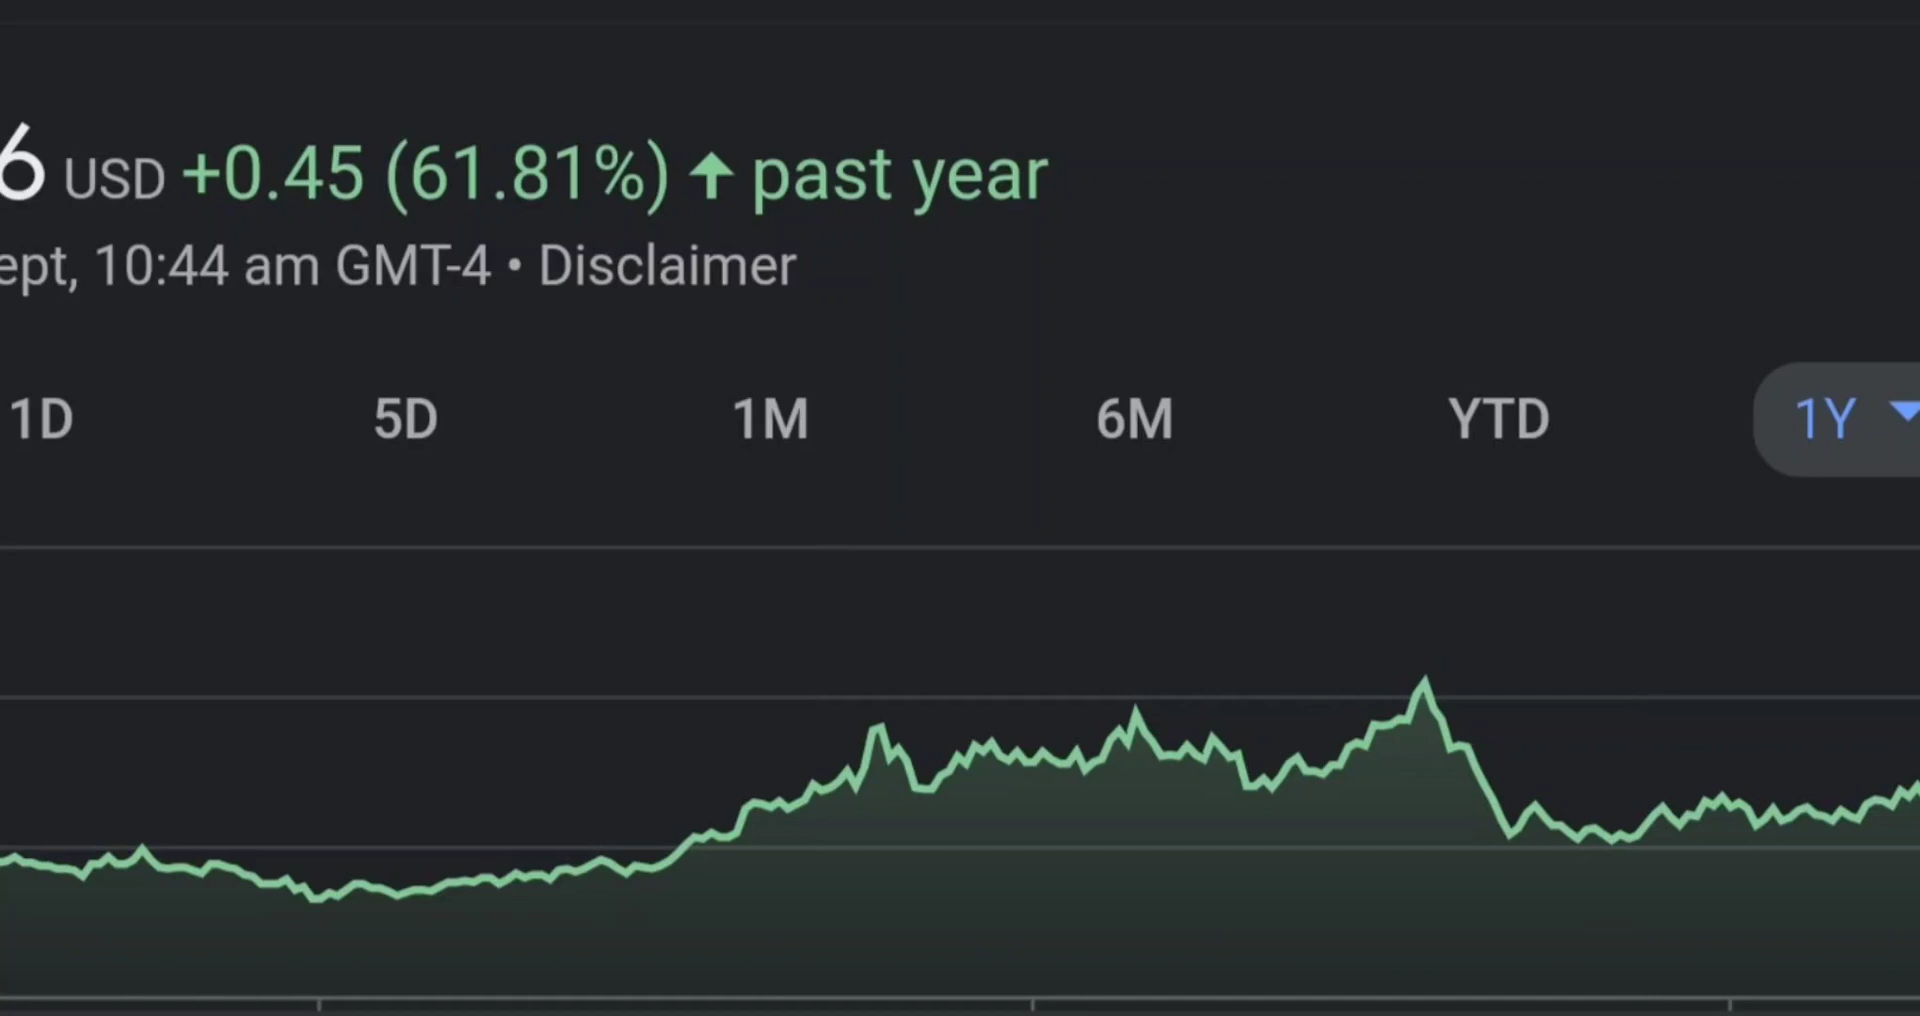 6 USD +0.45 (61.81%) ↑ past year
ept, 10:44 am GMT-4 • Disclaimer
1D 5D 1M 6M YTD 1Y